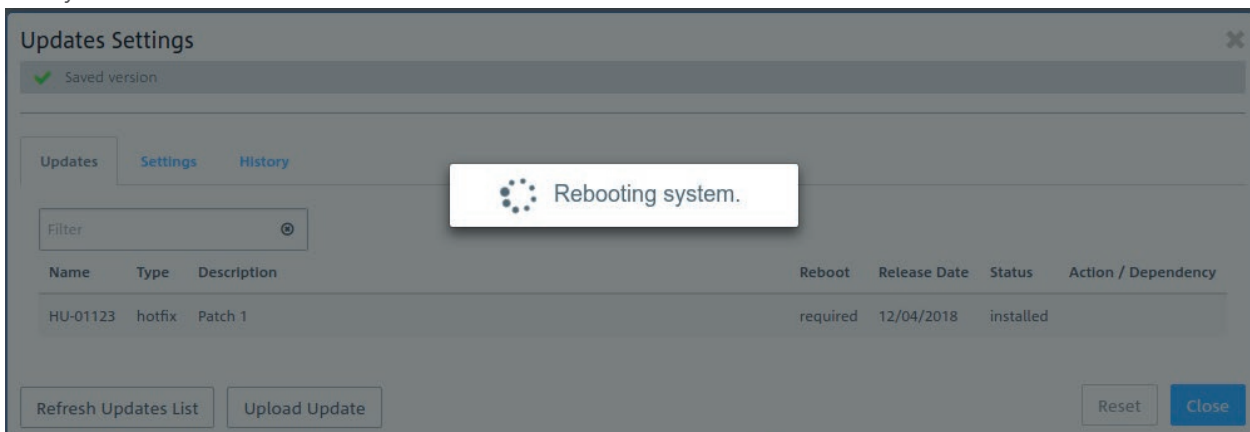 Updates Settings
Saved version
Updates Settings History
Rebooting system.
Filter
Name Type Description Reboot Release Date Status Action / Dependency
HU-01123 hotfix Patch 1 required 12/04/2018 installed
Refresh Updates List Upload Update Reset Close